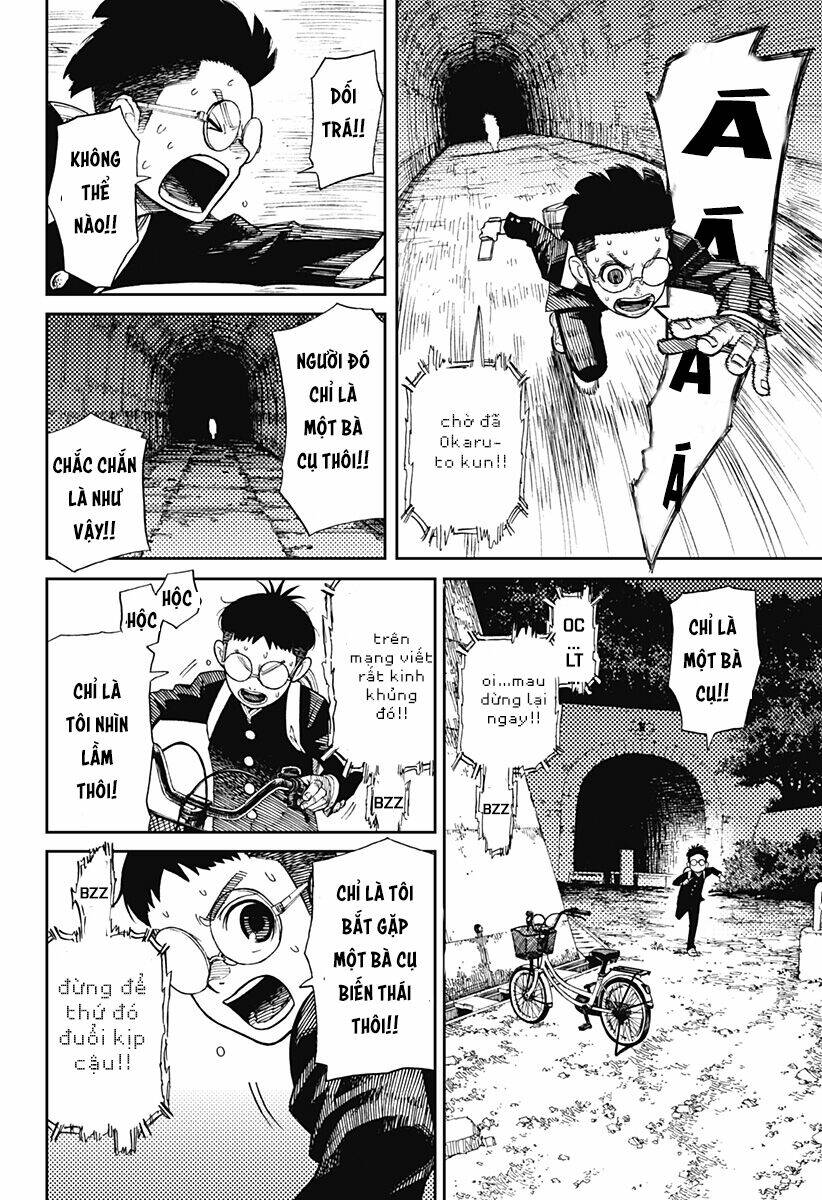 Á
Á
Á
Á
chờ đã
Okaru-
to kun!!
DỐI
TRÁ!!
KHÔNG
THỂ
NÀO!!
NGƯỜI ĐÓ
CHỈ LÀ
MỘT BÀ
CỤ THÔI!!
CHẮC CHẮN
LÀ NHƯ
VẬY!!
CHỈ LÀ
MỘT BÀ
CỤ!!
OC
...
LT
oi...mau
dừng lại
ngay!!
BZZ
trên
mạng viết
rất kinh
khủng
đó!!
BZZ
HỘC
HỘC
CHỈ LÀ
TÔI NHÌN
LẦM
THÔI!
CHỈ LÀ TÔI
BẮT GẶP
MỘT BÀ CỤ
BIẾN THÁI
THÔI!!
BZZ
đừng để
thứ đó
đuổi kịp
cậu!!